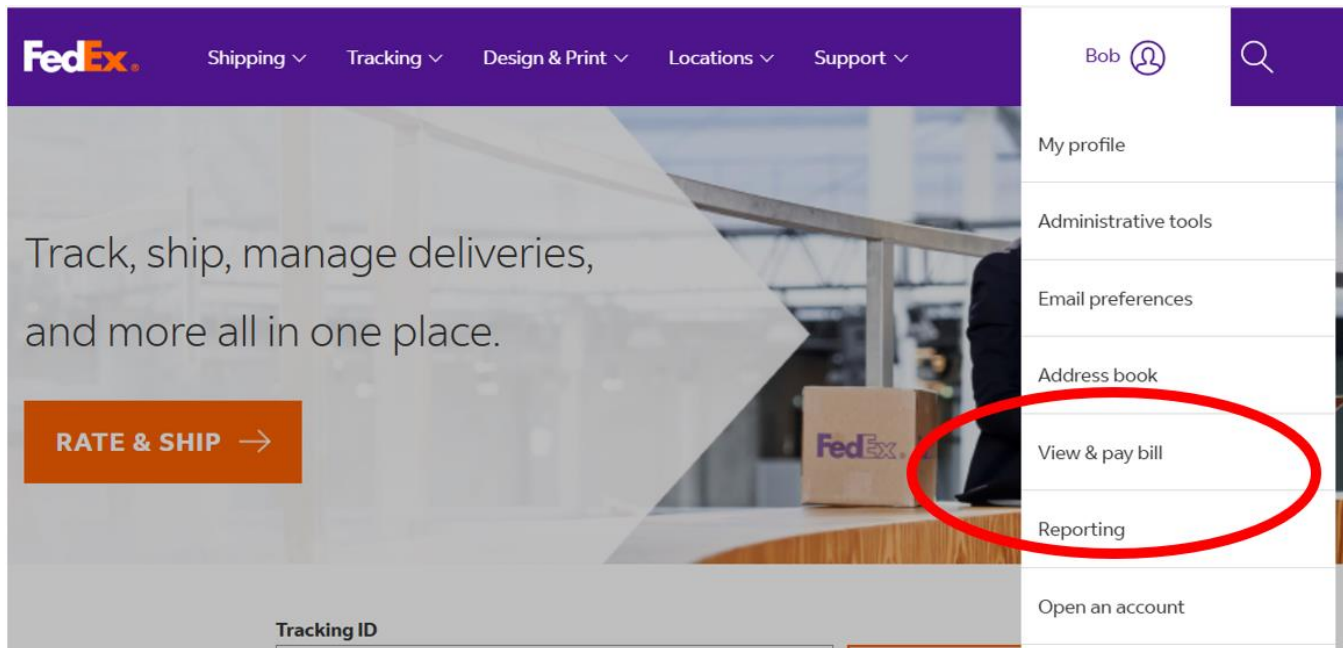 FedEx®
Shipping
Tracking
Design & Print
Locations
Support
Bob
Track, ship, manage deliveries,
and more all in one place.
RATE & SHIP →
FedEx.
Tracking ID
My profile
Administrative tools
Email preferences
Address book
View & pay bill
Reporting
Open an account